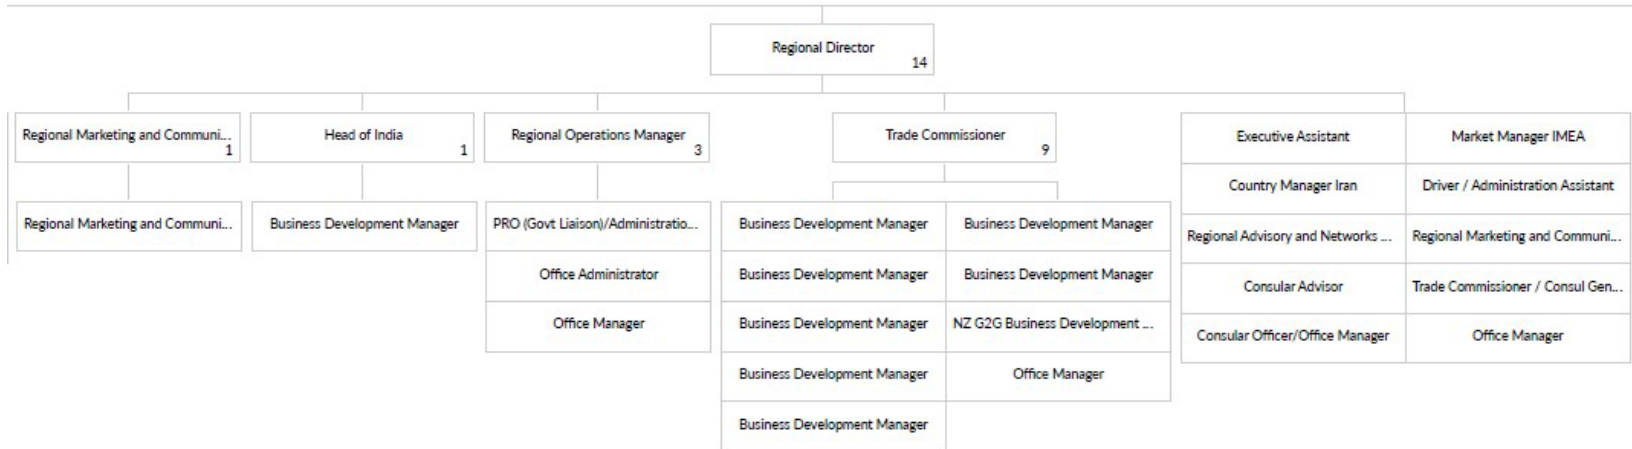 Regional Director
14
Regional Marketing and Communi...
1
Head of India
1
Regional Operations Manager
3
Trade Commissioner
9
Executive Assistant
Market Manager IMEA
Country Manager Iran
Driver / Administration Assistant
Regional Advisory and Networks ...
Regional Marketing and Communi...
Consular Advisor
Trade Commissioner / Consul Gen...
Consular Officer/Office Manager
Office Manager
Regional Marketing and Communi...
Business Development Manager
PRO (Govt Liaison)/Administratio...
Office Administrator
Office Manager
Business Development Manager
Business Development Manager
Business Development Manager
Business Development Manager
Business Development Manager
NZ G2G Business Development ...
Business Development Manager
Office Manager
Business Development Manager